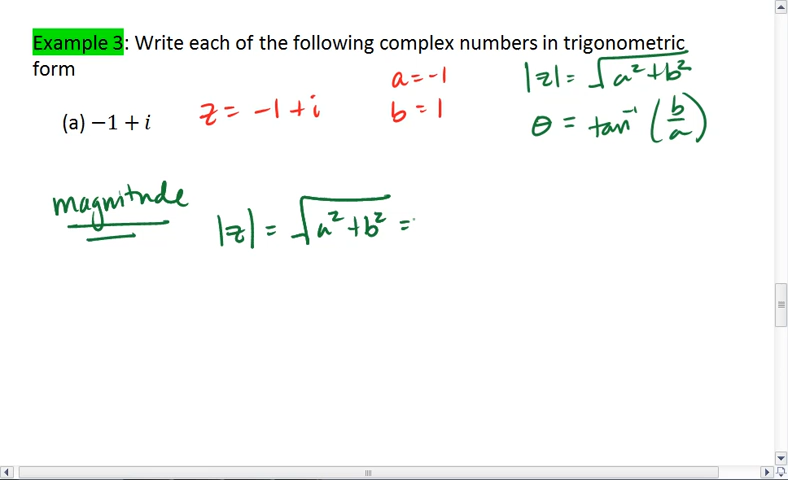 Example 3: Write each of the following complex numbers in trigonometric
form
(a) −1 + i
z = −1 + i
a = −1
b = 1
|z| = √(a² + b²)
θ = tan⁻¹ (b/a)
magnitude
|z| = √(a² + b²) =